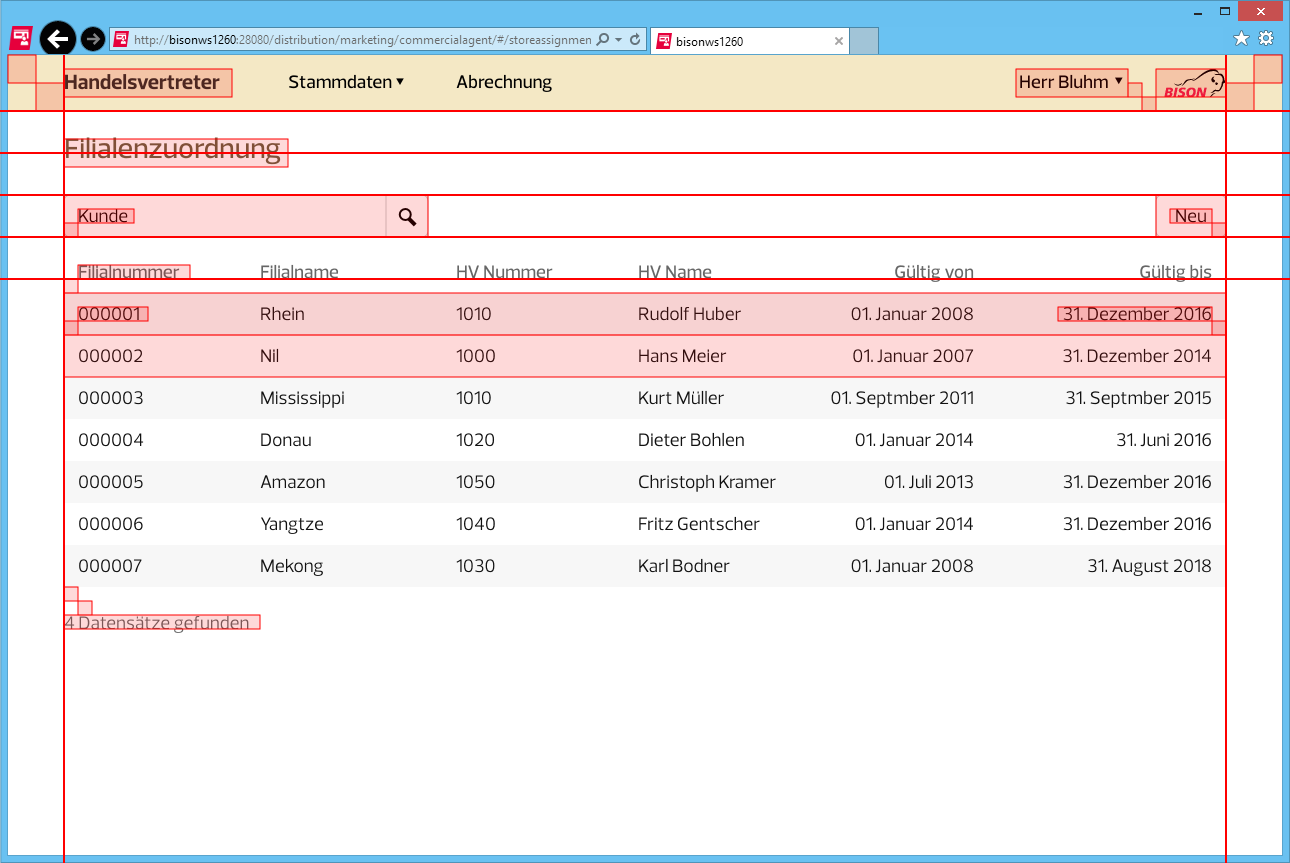 http://bisonws1260:28080/distribution/marketing/commercialagent/#/storeassignmen bisonws1260
Handelsvertreter Stammdaten Abrechnung Herr Bluhm BISON
Filialenzuordnung
Kunde Neu
Filialnummer Filialname HV Nummer HV Name Gültig von Gültig bis
000001 Rhein 1010 Rudolf Huber 01. Januar 2008 31. Dezember 2016
000002 Nil 1000 Hans Meier 01. Januar 2007 31. Dezember 2014
000003 Mississippi 1010 Kurt Müller 01. Septmber 2011 31. Septmber 2015
000004 Donau 1020 Dieter Bohlen 01. Januar 2014 31. Juni 2016
000005 Amazon 1050 Christoph Kramer 01. Juli 2013 31. Dezember 2016
000006 Yangtze 1040 Fritz Gentscher 01. Januar 2014 31. Dezember 2016
000007 Mekong 1030 Karl Bodner 01. Januar 2008 31. August 2018
4 Datensätze gefunden